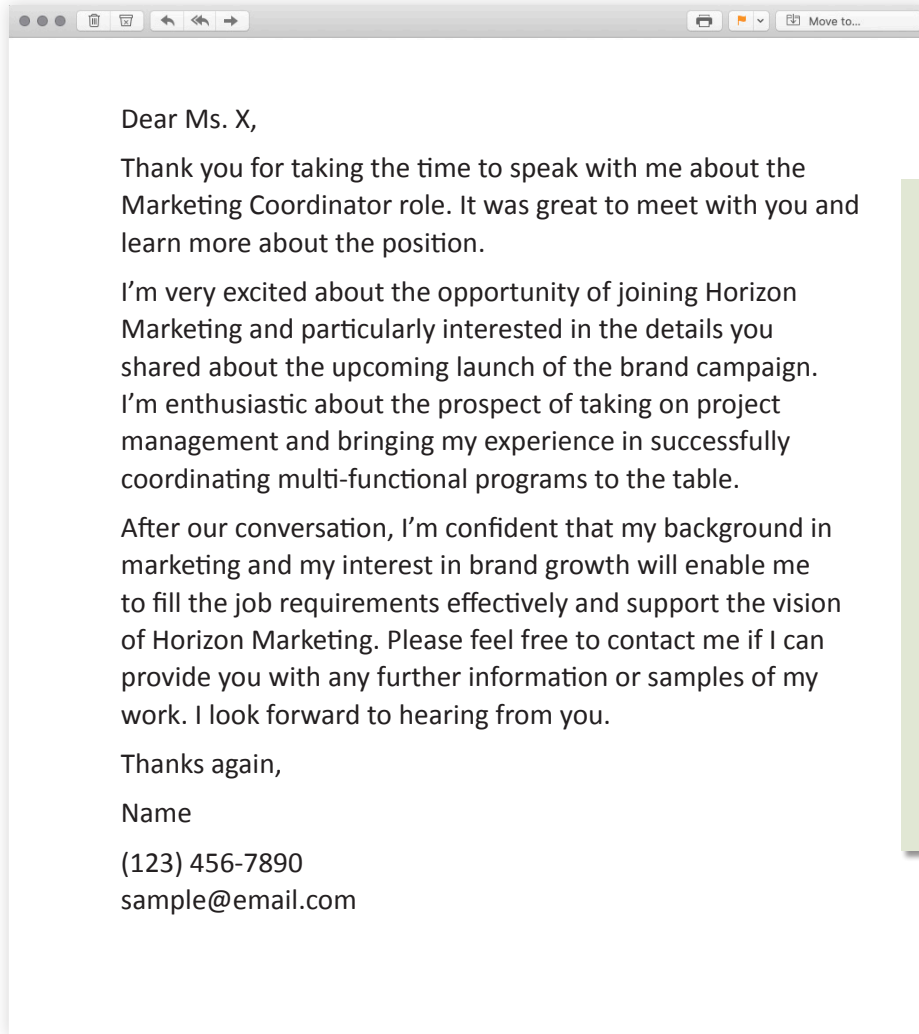 Move to...
Dear Ms. X,
Thank you for taking the time to speak with me about the
Marketing Coordinator role. It was great to meet with you and
learn more about the position.
I’m very excited about the opportunity of joining Horizon
Marketing and particularly interested in the details you
shared about the upcoming launch of the brand campaign.
I’m enthusiastic about the prospect of taking on project
management and bringing my experience in successfully
coordinating multi-functional programs to the table.
After our conversation, I’m confident that my background in
marketing and my interest in brand growth will enable me
to fill the job requirements effectively and support the vision
of Horizon Marketing. Please feel free to contact me if I can
provide you with any further information or samples of my
work. I look forward to hearing from you.
Thanks again,
Name
(123) 456-7890
sample@email.com